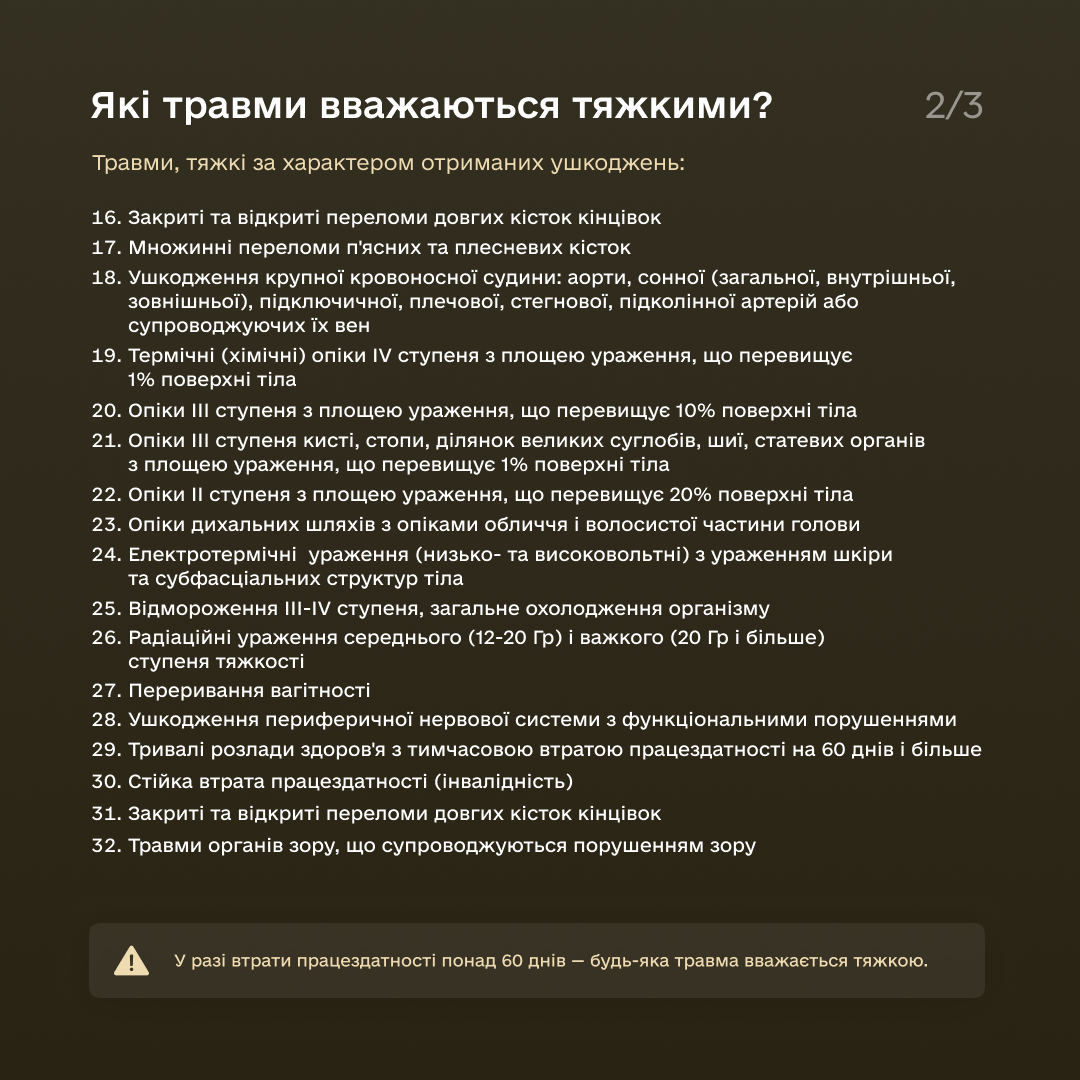 Які травми вважаються тяжкими?
2/3
Травми, тяжкі за характером отриманих ушкоджень:
16. Закриті та відкриті переломи довгих кісток кінцівок
17. Множинні переломи п'ясних та плесневих кісток
18. Ушкодження крупної кровоносної судини: аорти, сонної (загальної, внутрішньої,
зовнішньої), підключичної, плечової, стегнової, підколінної артерій або
супроводжуючих їх вен
19. Термічні (хімічні) опіки IV ступеня з площею ураження, що перевищує
1% поверхні тіла
20. Опіки III ступеня з площею ураження, що перевищує 10% поверхні тіла
21. Опіки III ступеня кисті, стопи, ділянок великих суглобів, шиї, статевих органів
з площею ураження, що перевищує 1% поверхні тіла
22. Опіки II ступеня з площею ураження, що перевищує 20% поверхні тіла
23. Опіки дихальних шляхів з опіками обличчя і волосистої частини голови
24. Електротермічні  ураження (низько- та високовольтні) з ураженням шкіри
та субфасціальних структур тіла
25. Відмороження III-IV ступеня, загальне охолодження організму
26. Радіаційні ураження середнього (12-20 Гр) і важкого (20 Гр і більше)
ступеня тяжкості
27. Переривання вагітності
28. Ушкодження периферичної нервової системи з функціональними порушеннями
29. Тривалі розлади здоров'я з тимчасовою втратою працездатності на 60 днів і більше
30. Стійка втрата працездатності (інвалідність)
31. Закриті та відкриті переломи довгих кісток кінцівок
32. Травми органів зору, що супроводжуються порушенням зору
У разі втрати працездатності понад 60 днів — будь-яка травма вважається тяжкою.